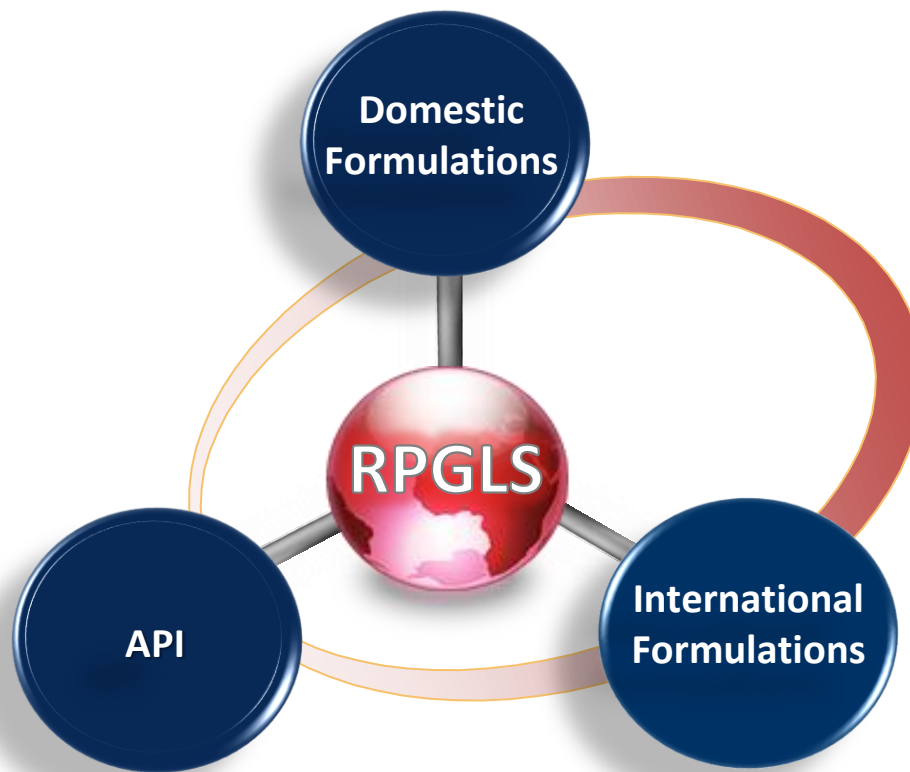 Domestic
Formulations
RPGLS
API
International
Formulations